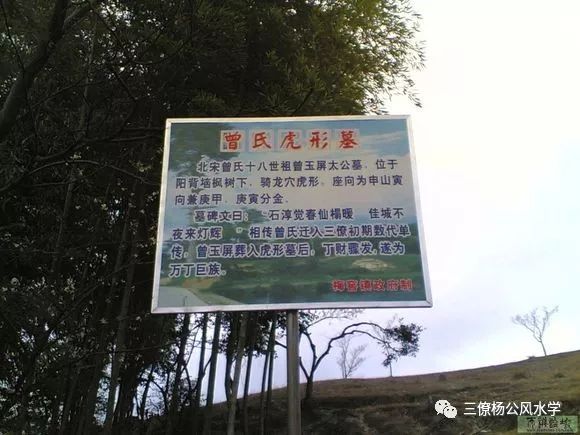 曾氏虎形墓
北宋曾氏十八世祖曾玉屏太公墓，位于
阳背墙枫树下，骑龙穴虎形，座向为申山寅
向兼庚甲，庚寅分金。
墓碑文曰：“石淳觉春仙榻暖　佳城不
夜来灯辉”相传曾氏迁入三僚初期数代单
传，曾玉屏葬入虎形墓后，丁财骤发，遂为
万丁巨族。
梅窖镇政府制
三僚杨公风水学